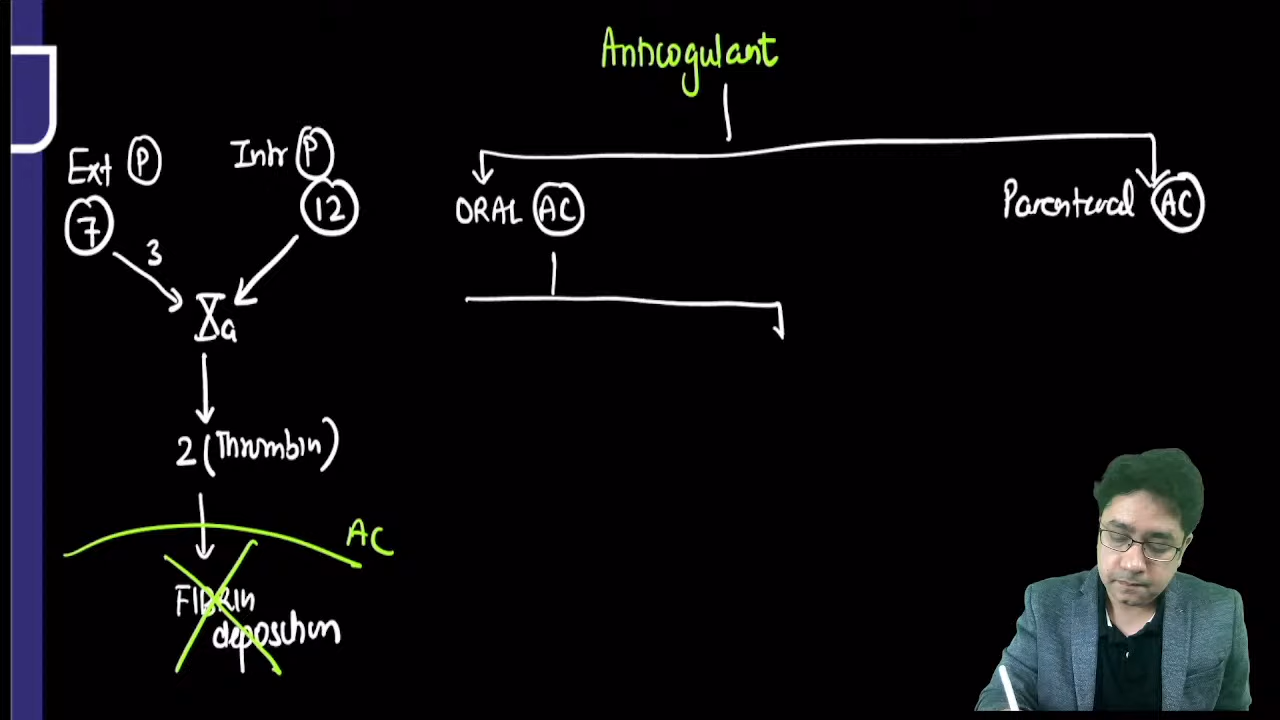 Anticogulant
Ext P
Intr P
7
12
3
Xa
ORAL AC
Parenteral AC
2 (Thrombin)
AC
FIBRIn
deposition